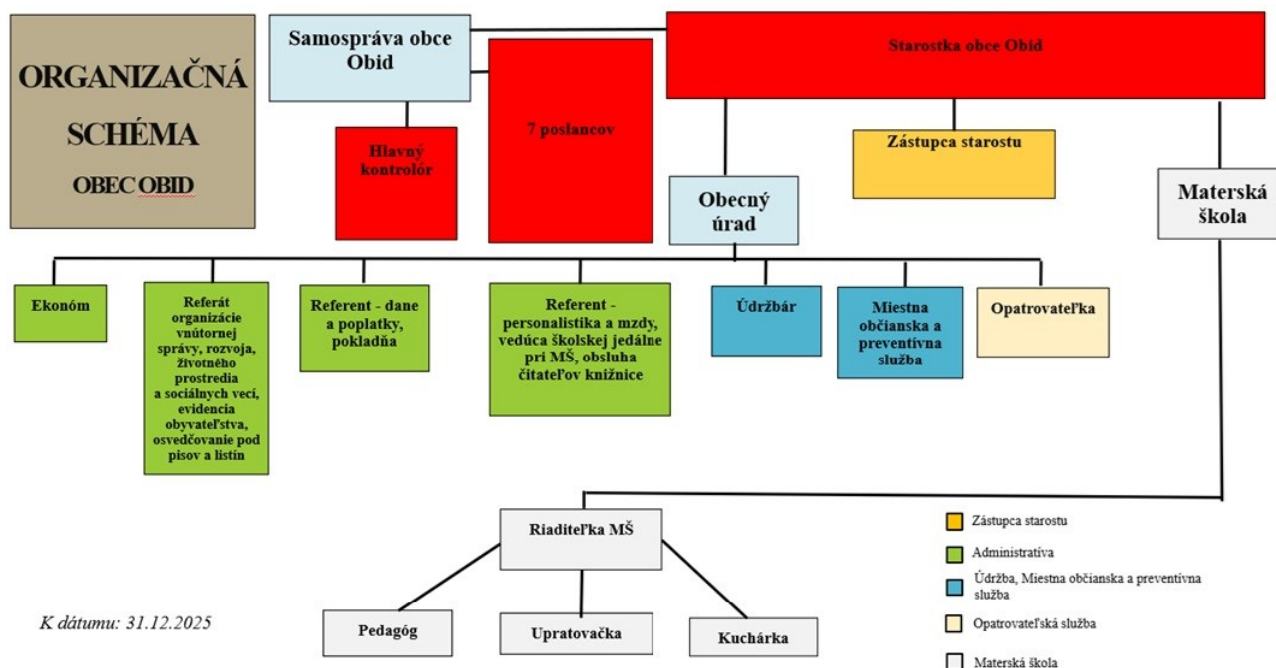 ORGANIZAČNÁ
SCHÉMA
OBEC OBID
Samospráva obce
Obid
Starostka obce Obid
7 poslancov
Hlavný
kontrolór
Zástupca starostu
Obecný
úrad
Materská
škola
Ekonóm
Referát
organizácie
vnútornej
správy, rozvoja,
životného
prostredia
a sociálnych vecí,
evidencia
obyvateľstva,
osvedčovanie pod
pisov a listín
Referent - dane
a poplatky,
pokladňa
Referent -
personalistika a mzdy,
vedúca školskej jedálne
pri MŠ, obsluha
čitateľov knižnice
Údržbár
Miestna
občianska a
preventívna
služba
Opatrovateľka
Riaditeľka MŠ
Pedagóg
Upratovačka
Kuchárka
Zástupca starostu
Administratíva
Údržba, Miestna občianska a preventívna
služba
Opatrovateľská služba
Materská škola
K dátumu: 31.12.2025